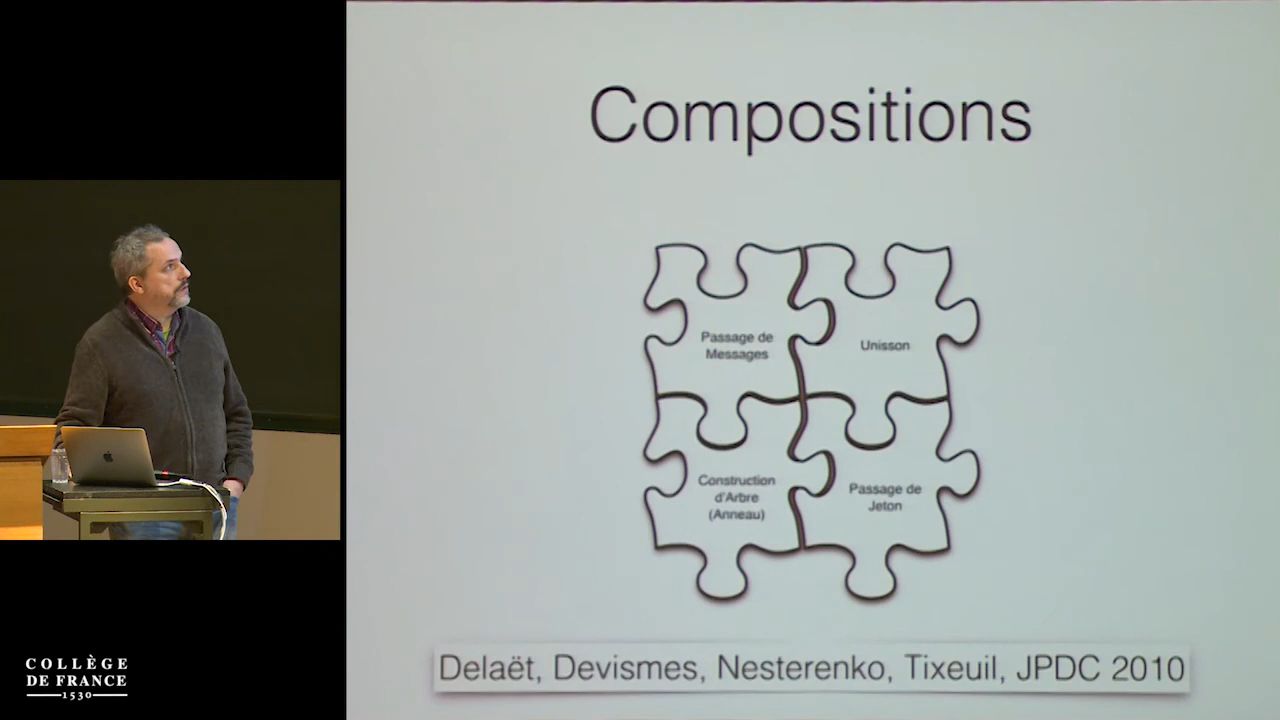 Compositions
Passage de
Messages
Unisson
Construction
d'Arbre
(Anneau)
Passage de
Jeton
Delaët, Devismes, Nesterenko, Tixeuil, JPDC 2010
COLLÈGE
DE FRANCE
1530